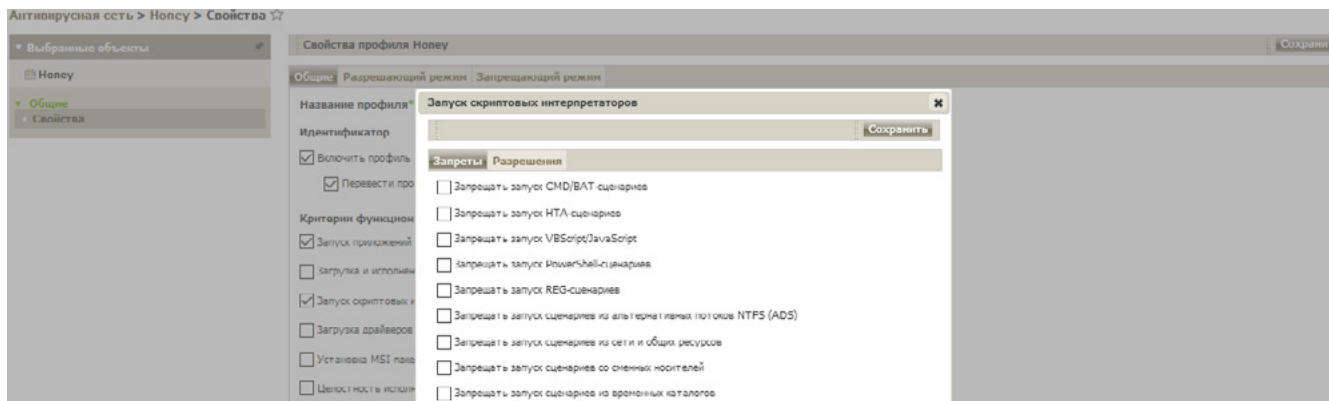 Антивирусная сеть > Honey > Свойства
Выбранные объекты
Honey
Общие
Свойства
Свойства профиля Honey
Сохрани
Общие Разрешающий режим Запрещающий режим
Название профиля*
Идентификатор
Включить профиль
Перевести про
Критерии функцион
Запуск приложений
Загрузка и исполнен
Запуск скриптовых и
Загрузка драйверов
Установка MSI-паке
Целостность исполн
Запуск скриптовых интерпретаторов
Сохранить
Запреты Разрешения
Запрещать запуск CMD/BAT-сценариев
Запрещать запуск HTA-сценариев
Запрещать запуск VBScript/JavaScript
Запрещать запуск PowerShell-сценариев
Запрещать запуск REG-сценариев
Запрещать запуск сценариев из альтернативных потоков NTFS (ADS)
Запрещать запуск сценариев из сети и общих ресурсов
Запрещать запуск сценариев со сменных носителей
Запрещать запуск сценариев из временных каталогов